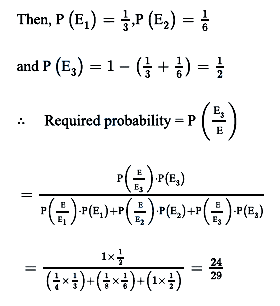 Then, P (E₁) = 1/3, P (E₂) = 1/6
and P (E₃) = 1 − (1/3 + 1/6) = 1/2
∴ Required probability = P (E₃/E)
= P(E/E₃)·P(E₃) / P(E/E₁)·P(E₁)+P(E/E₂)·P(E₂)+P(E/E₃)·P(E₃)
= 1×1/2 / (1/4×1/3)+(1/8×1/6)+(1×1/2) = 24/29